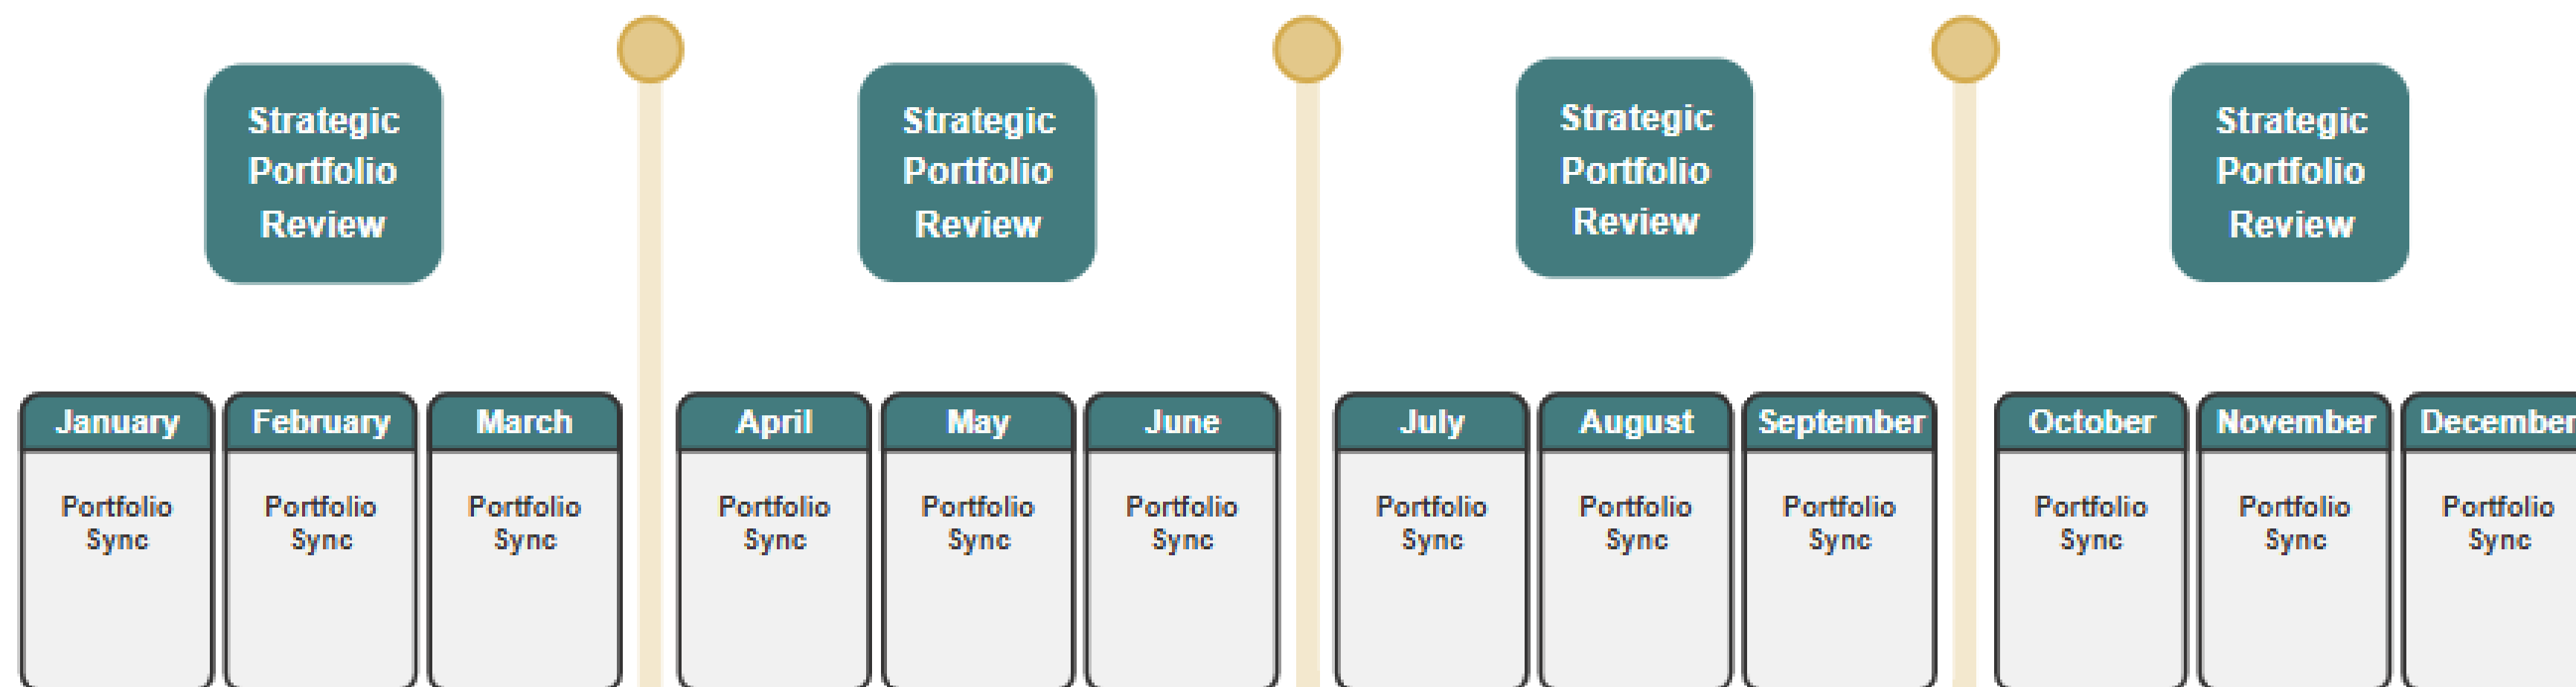 Strategic
Portfolio
Review
Strategic
Portfolio
Review
Strategic
Portfolio
Review
Strategic
Portfolio
Review
January
February
March
April
May
June
July
August
September
October
November
December
Portfolio
Sync
Portfolio
Sync
Portfolio
Sync
Portfolio
Sync
Portfolio
Sync
Portfolio
Sync
Portfolio
Sync
Portfolio
Sync
Portfolio
Sync
Portfolio
Sync
Portfolio
Sync
Portfolio
Sync